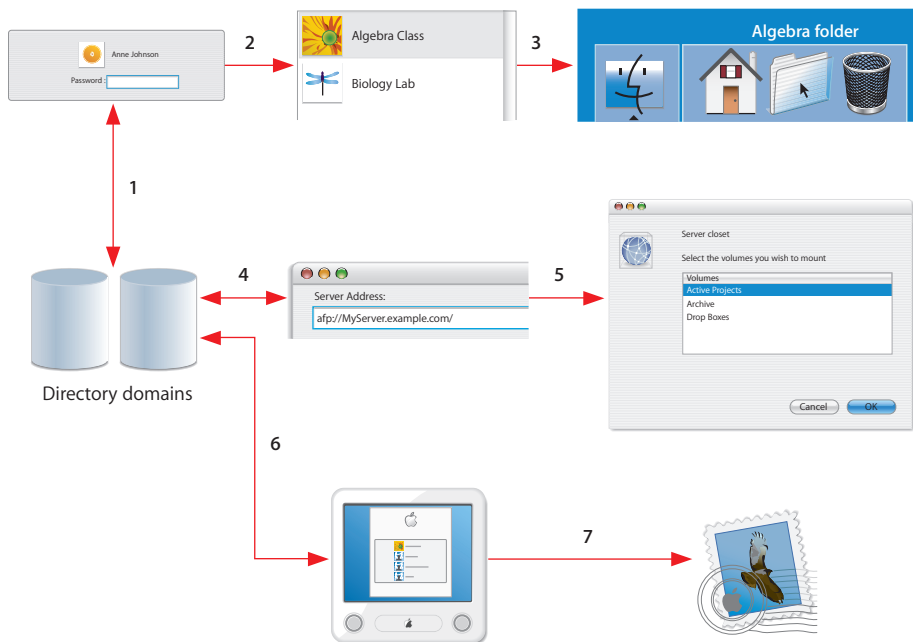 Anne Johnson
Password :
2
Algebra Class
Biology Lab
3
Algebra folder
1
Directory domains
4
Server Address:
afp://MyServer.example.com/
5
Server closet
Select the volumes you wish to mount
Volumes
Active Projects
Archive
Drop Boxes
Cancel
OK
6
7